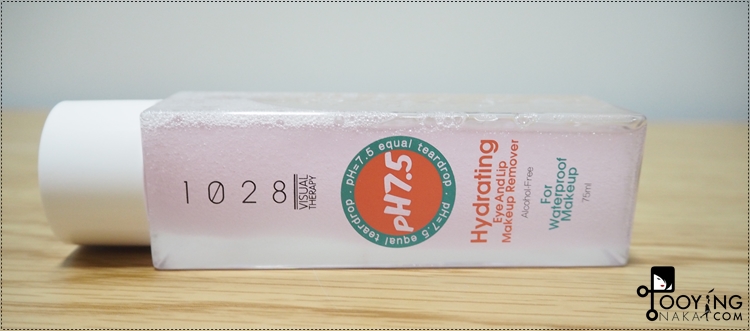 1028
VISUAL
THERAPY
pH=7.5 equal teardrop · pH=7.5 equal teardrop ·
pH7.5
Hydrating
Eye And Lip
Makeup Remover
Alcohol-Free
For
Waterproof
Makeup
75ml
JOOYING
NAKA.COM